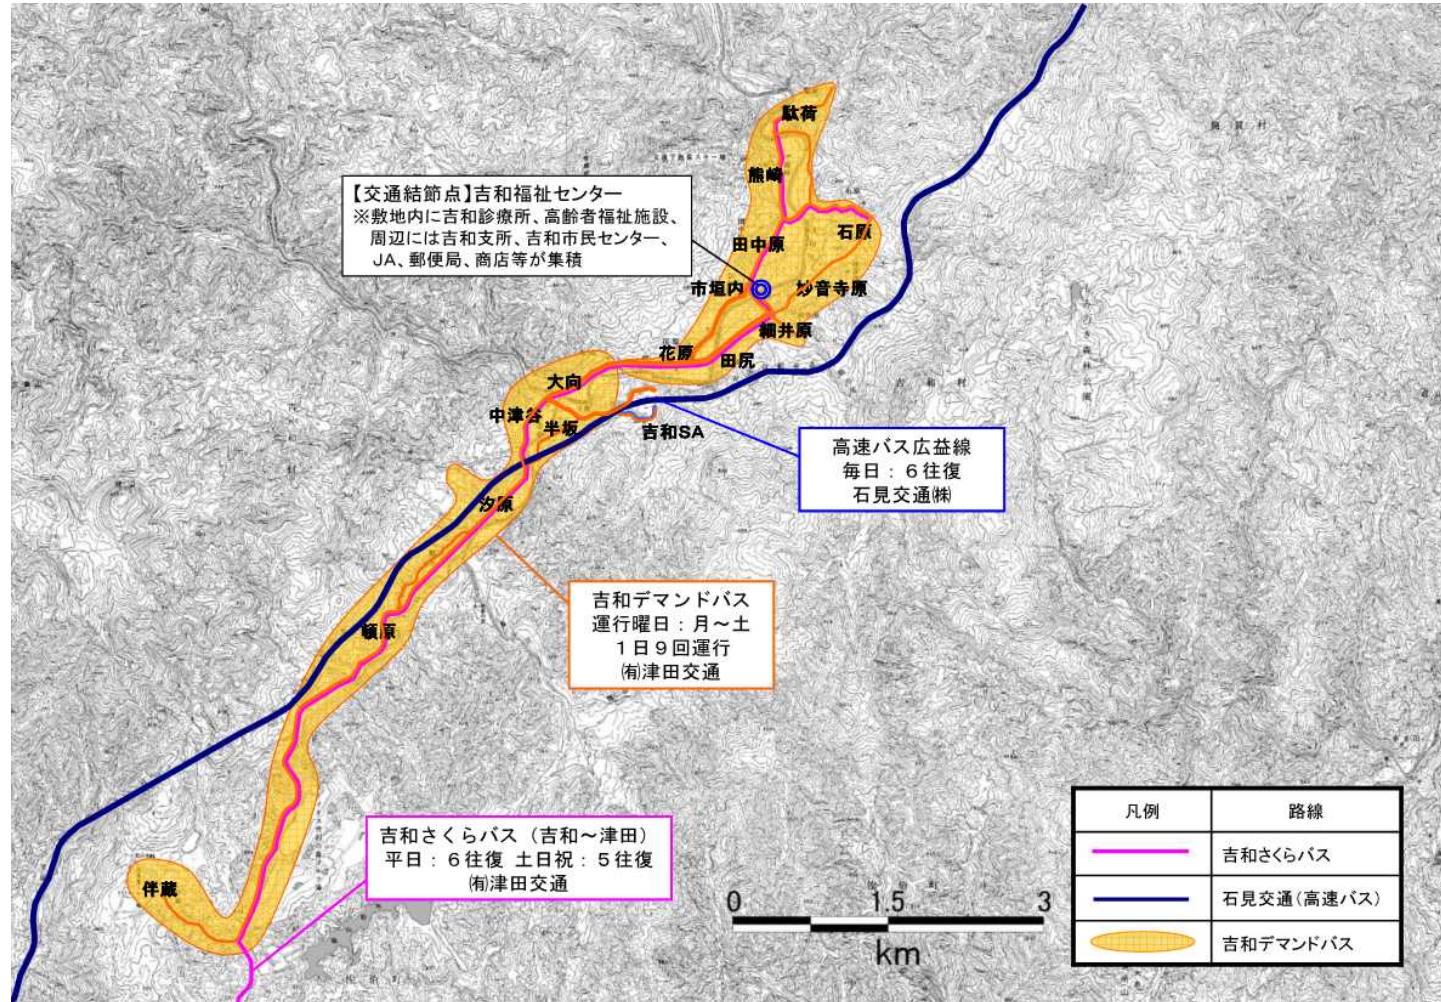 駄荷
熊崎
【交通結節点】吉和福祉センター
※敷地内に吉和診療所、高齢者福祉施設、
周辺には吉和支所、吉和市民センター、
JA、郵便局、商店等が集積
石原
田中原
市垣内
妙音寺原
細井原
花原
田尻
大向
中津谷
半坂
吉和SA
吉和村
高速バス広益線
毎日：６往復
石見交通㈱
汐原
吉和デマンドバス
運行曜日：月～土
１日９回運行
㈲津田交通
頓原
吉和さくらバス（吉和～津田）
平日：６往復 土日祝：５往復
㈲津田交通
伴蔵
0 1.5 3
km
凡例 路線
吉和さくらバス
石見交通（高速バス）
吉和デマンドバス